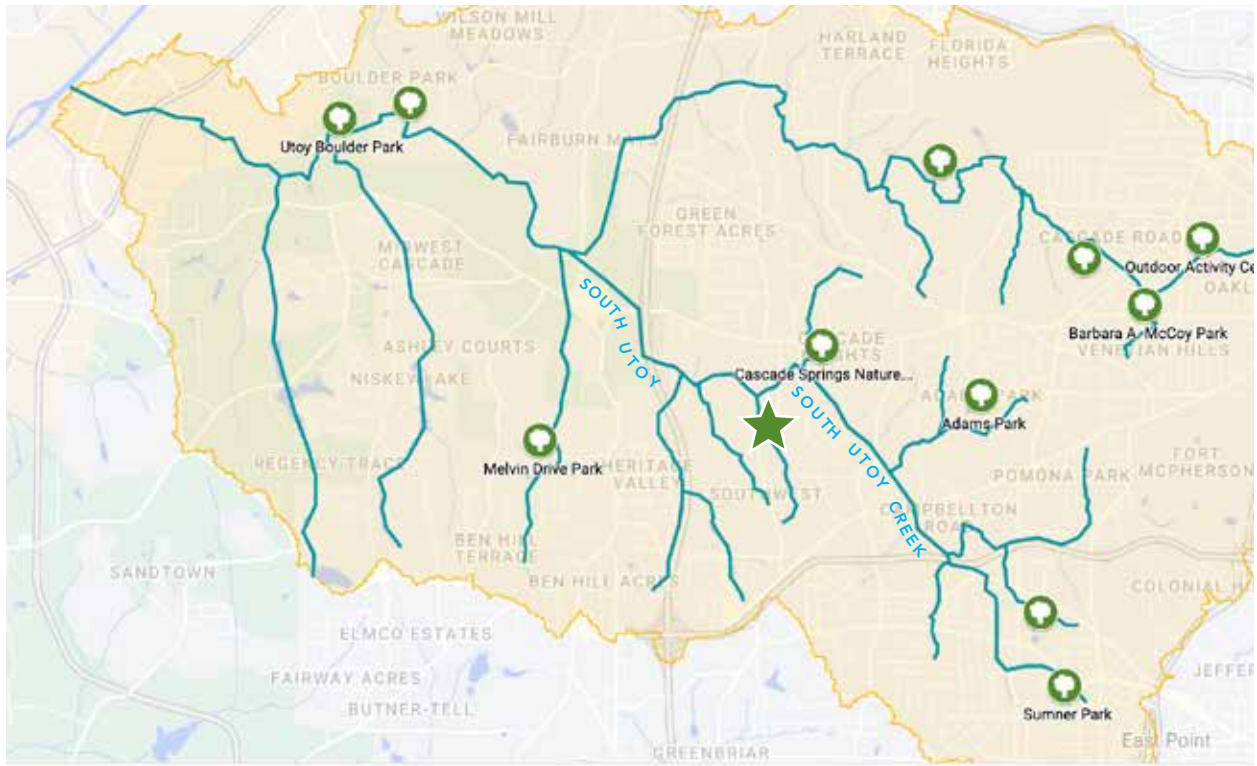 WILSON MILL
MEADOWS
HARLAND
TERRACE
FLORIDA
HEIGHTS
BOULDER PARK
Utoy Boulder Park
FAIRBURN MAYS
GREEN
FOREST ACRES
MIDWEST
CASCADE
CASCADE ROAD
Outdoor Activity Ce
OAKL
SOUTH UTOY
Barbara A. McCoy Park
VENETIAN HILLS
ASHLEY COURTS
CASCADE
HEIGHTS
NISKEY LAKE
Cascade Springs Nature...
SOUTH UTOY CREEK
ADAMS PARK
Adams Park
REGENCY TRACE
Melvin Drive Park
HERITAGE
VALLEY
SOUTHWEST
POMONA PARK
FORT
MCPHERSON
CAMPBELLTON
ROAD
BEN HILL
TERRACE
SANDTOWN
BEN HILL ACRES
COLONIAL H
ELMCO ESTATES
FAIRWAY ACRES
BUTNER-TELL
JEFFER
Sumner Park
GREENBRIAR
East Point